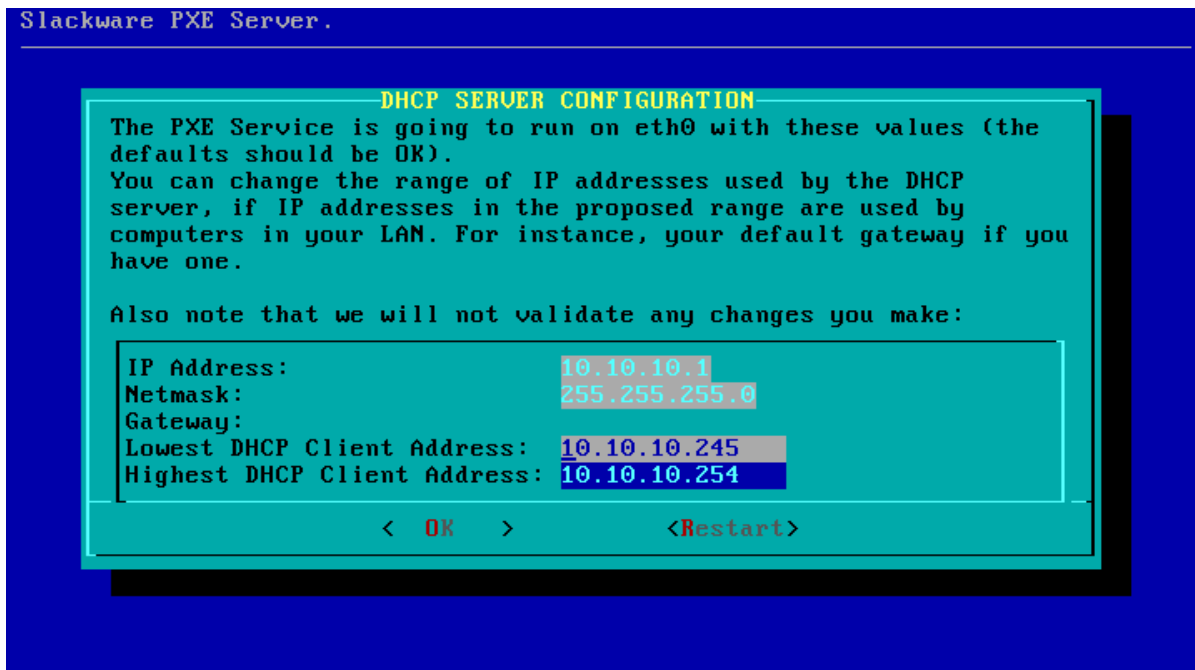 Slackware PXE Server.
DHCP SERVER CONFIGURATION
The PXE Service is going to run on eth0 with these values (the
defaults should be OK).
You can change the range of IP addresses used by the DHCP
server, if IP addresses in the proposed range are used by
computers in your LAN. For instance, your default gateway if you
have one.
Also note that we will not validate any changes you make:
IP Address: 10.10.10.1
Netmask: 255.255.255.0
Gateway:
Lowest DHCP Client Address: 10.10.10.245
Highest DHCP Client Address: 10.10.10.254
< OK > <Restart>